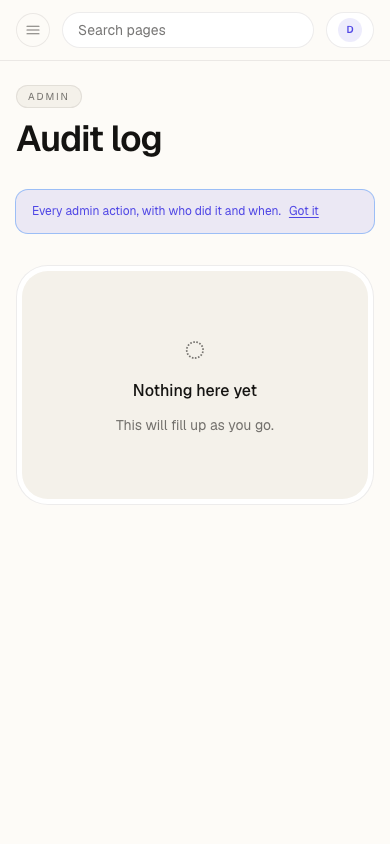 Search pages
D
ADMIN
Audit log
Every admin action, with who did it and when. Got it
Nothing here yet
This will fill up as you go.